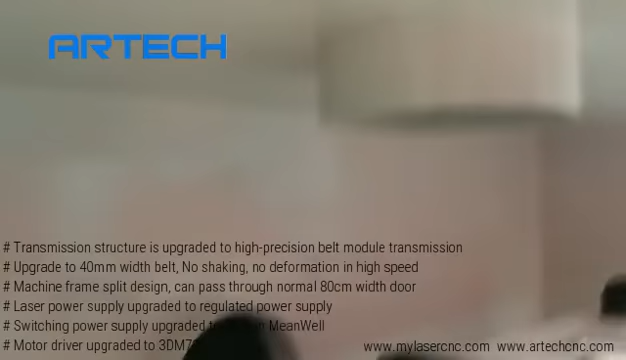 ARTECH
# Transmission structure is upgraded to high-precision belt module transmission
# Upgrade to 40mm width belt, No shaking, no deformation in high speed
# Machine frame split design, can pass through normal 80cm width door
# Laser power supply upgraded to regulated power supply
# Switching power supply upgraded MeanWell
# Motor driver upgraded to
www.mylasercnc.com www.artechcnc.com